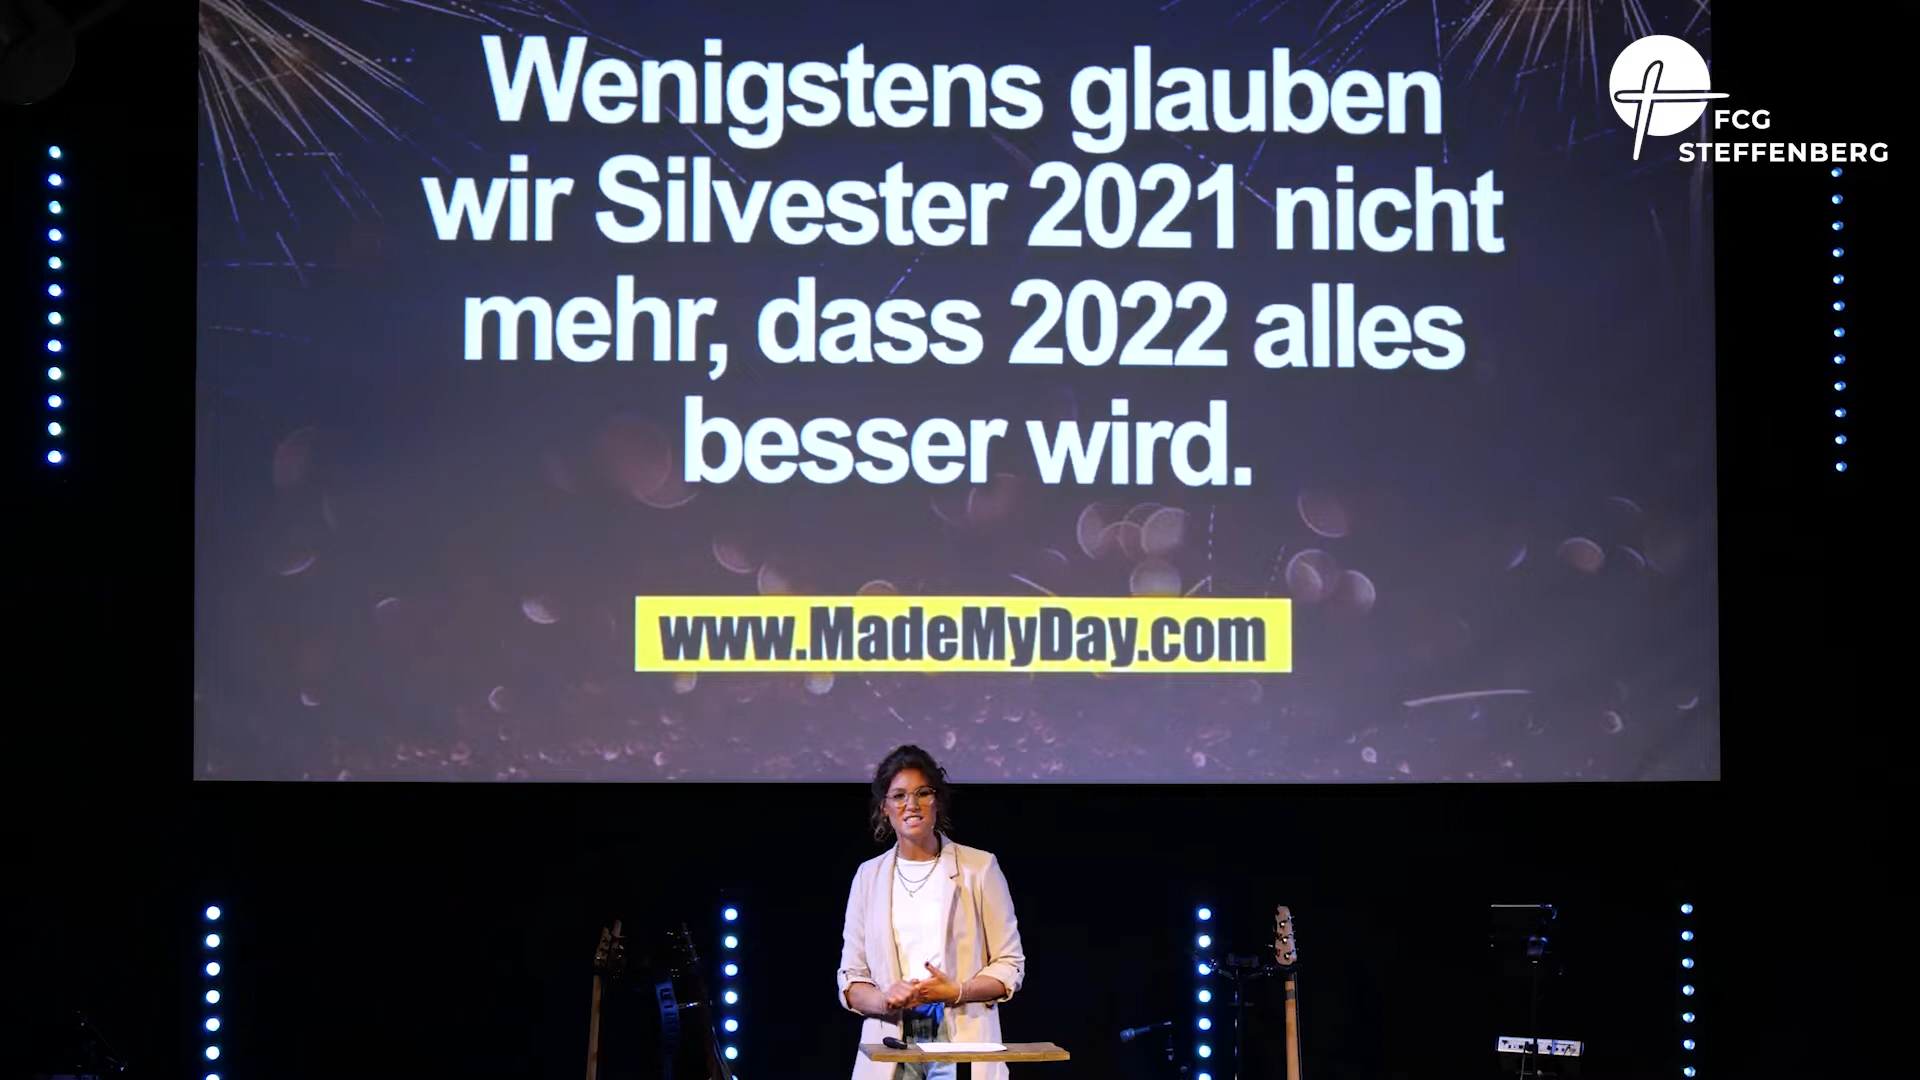 Wenigstens glauben
wir Silvester 2021 nicht
mehr, dass 2022 alles
besser wird.
www.MadeMyDay.com
FCG
STEFFENBERG